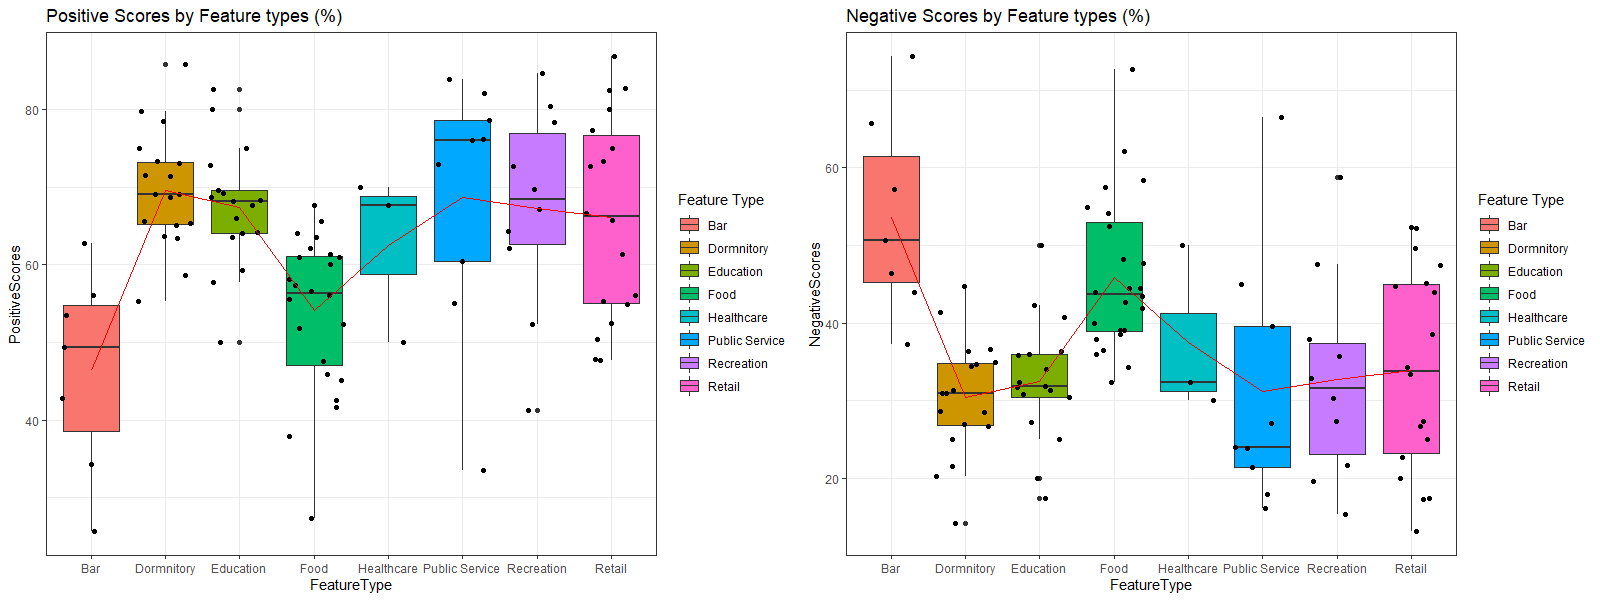 Positive Scores by Feature types (%)
PositiveScores
80
60
40
Bar
Dormnitory
Education
Food
Healthcare
Public Service
Recreation
Retail
FeatureType
Feature Type
Bar
Dormnitory
Education
Food
Healthcare
Public Service
Recreation
Retail
Negative Scores by Feature types (%)
NegativeScores
60
40
20
Bar
Dormnitory
Education
Food
Healthcare
Public Service
Recreation
Retail
FeatureType
Feature Type
Bar
Dormnitory
Education
Food
Healthcare
Public Service
Recreation
Retail